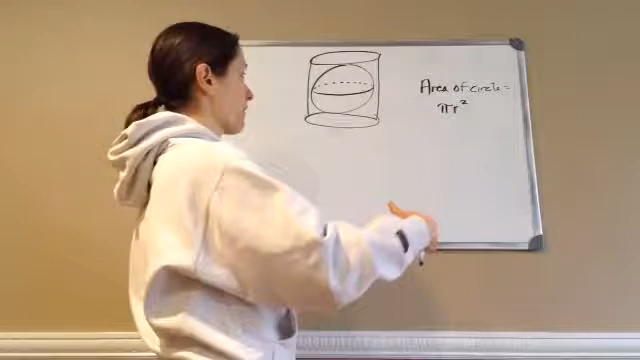 Area of circle =
πr²